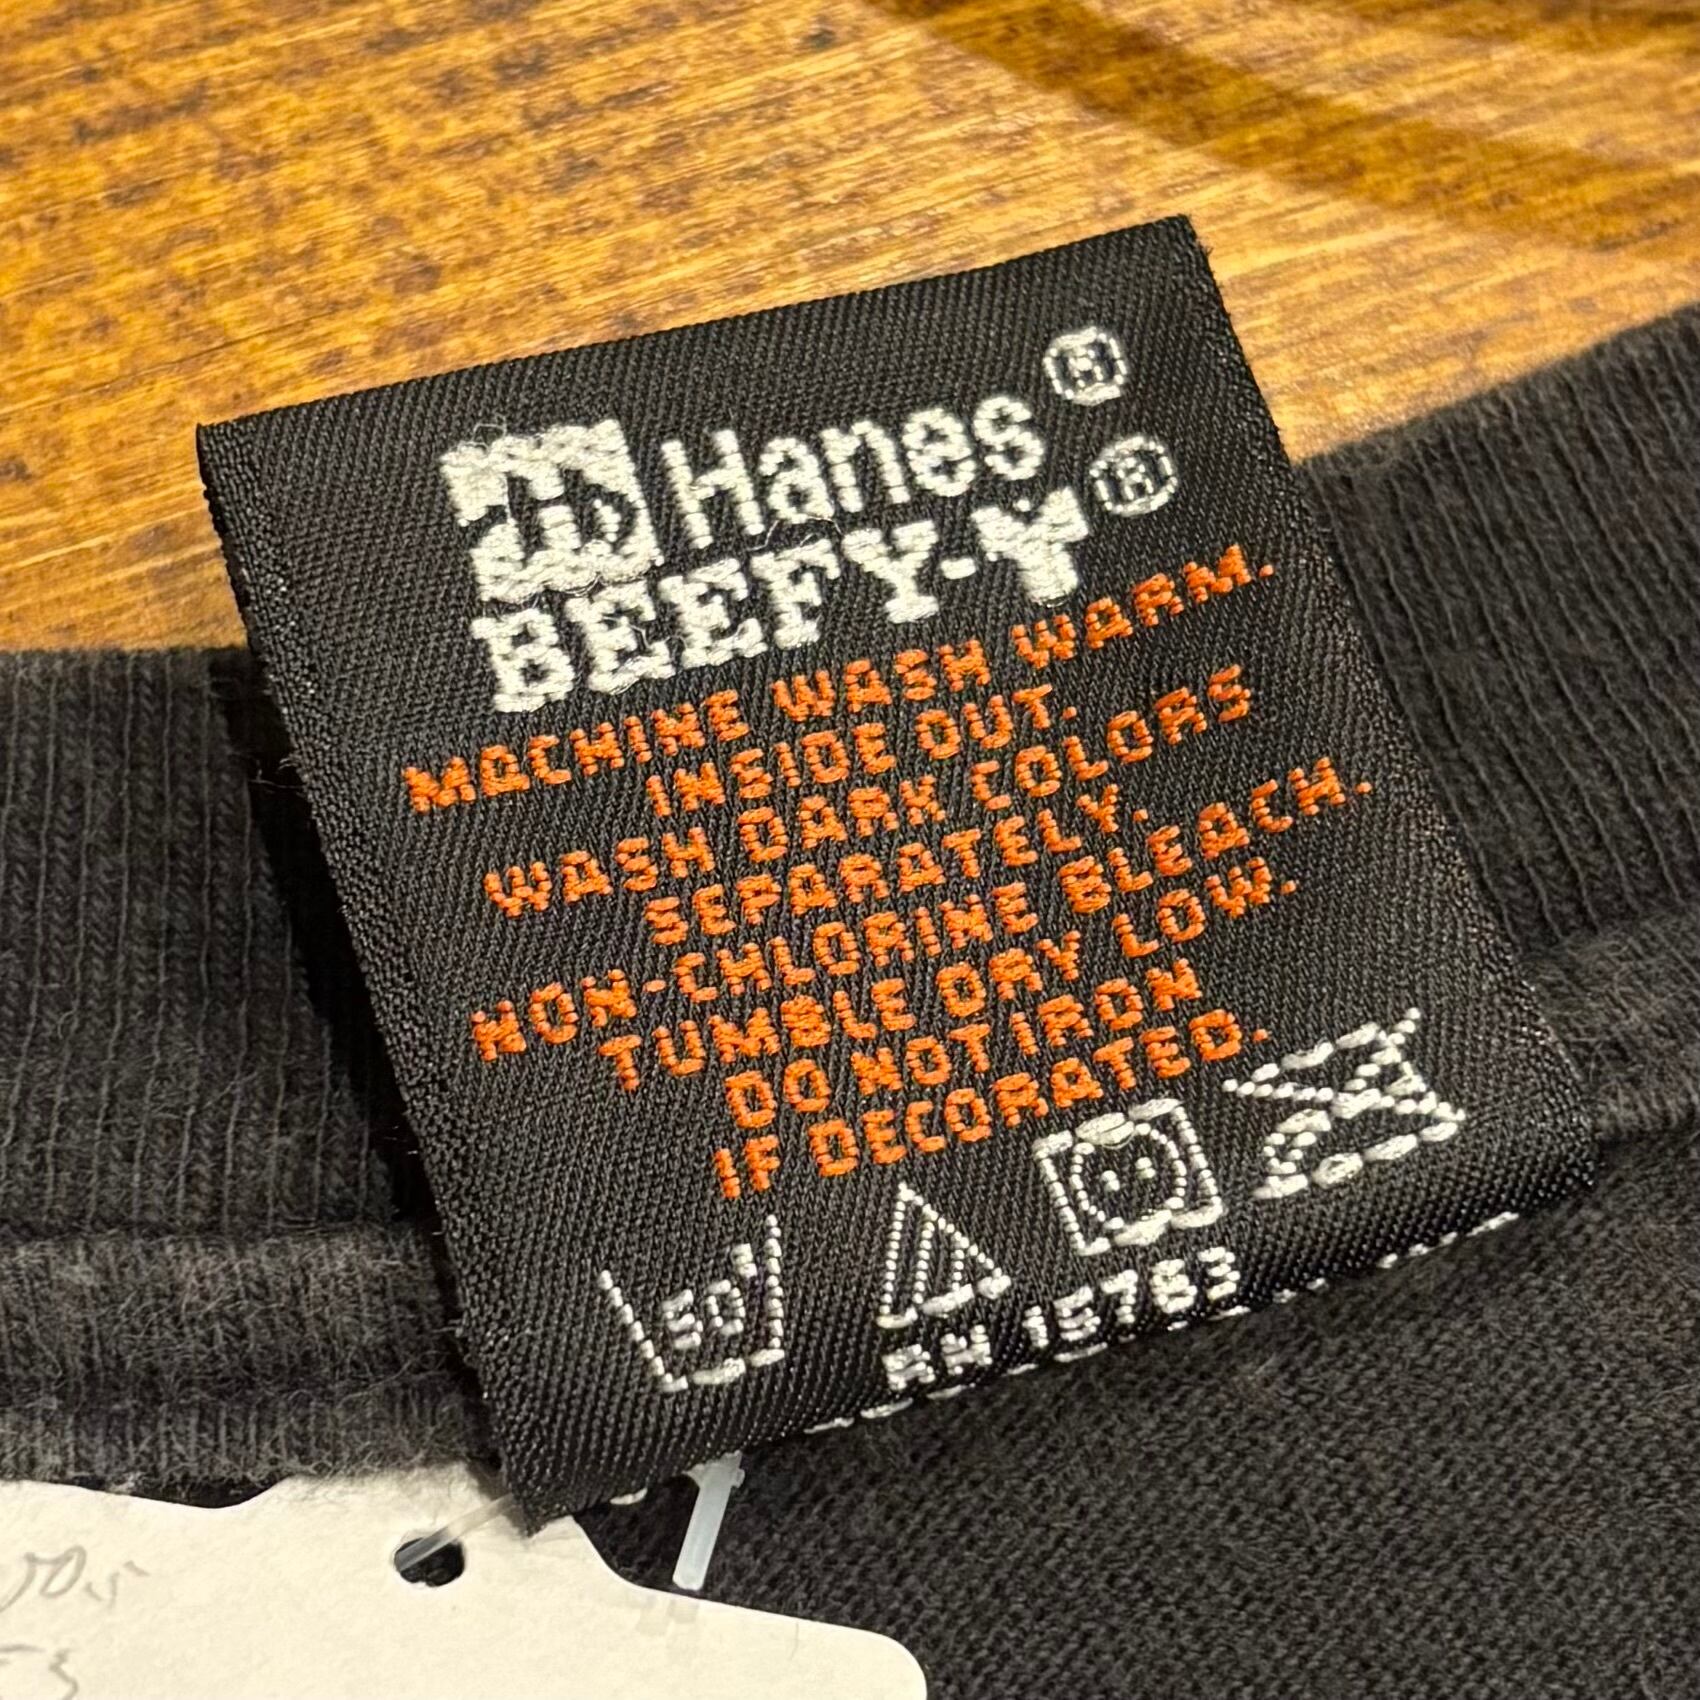 Hanes®
BEEFY-T®
MACHINE WASH WARM.
INSIDE OUT.
WASH DARK COLORS
SEPARATELY.
NON-CHLORINE BLEACH.
TUMBLE DRY LOW.
DO NOT IRON
IF DECORATED.
50°
RN 15763